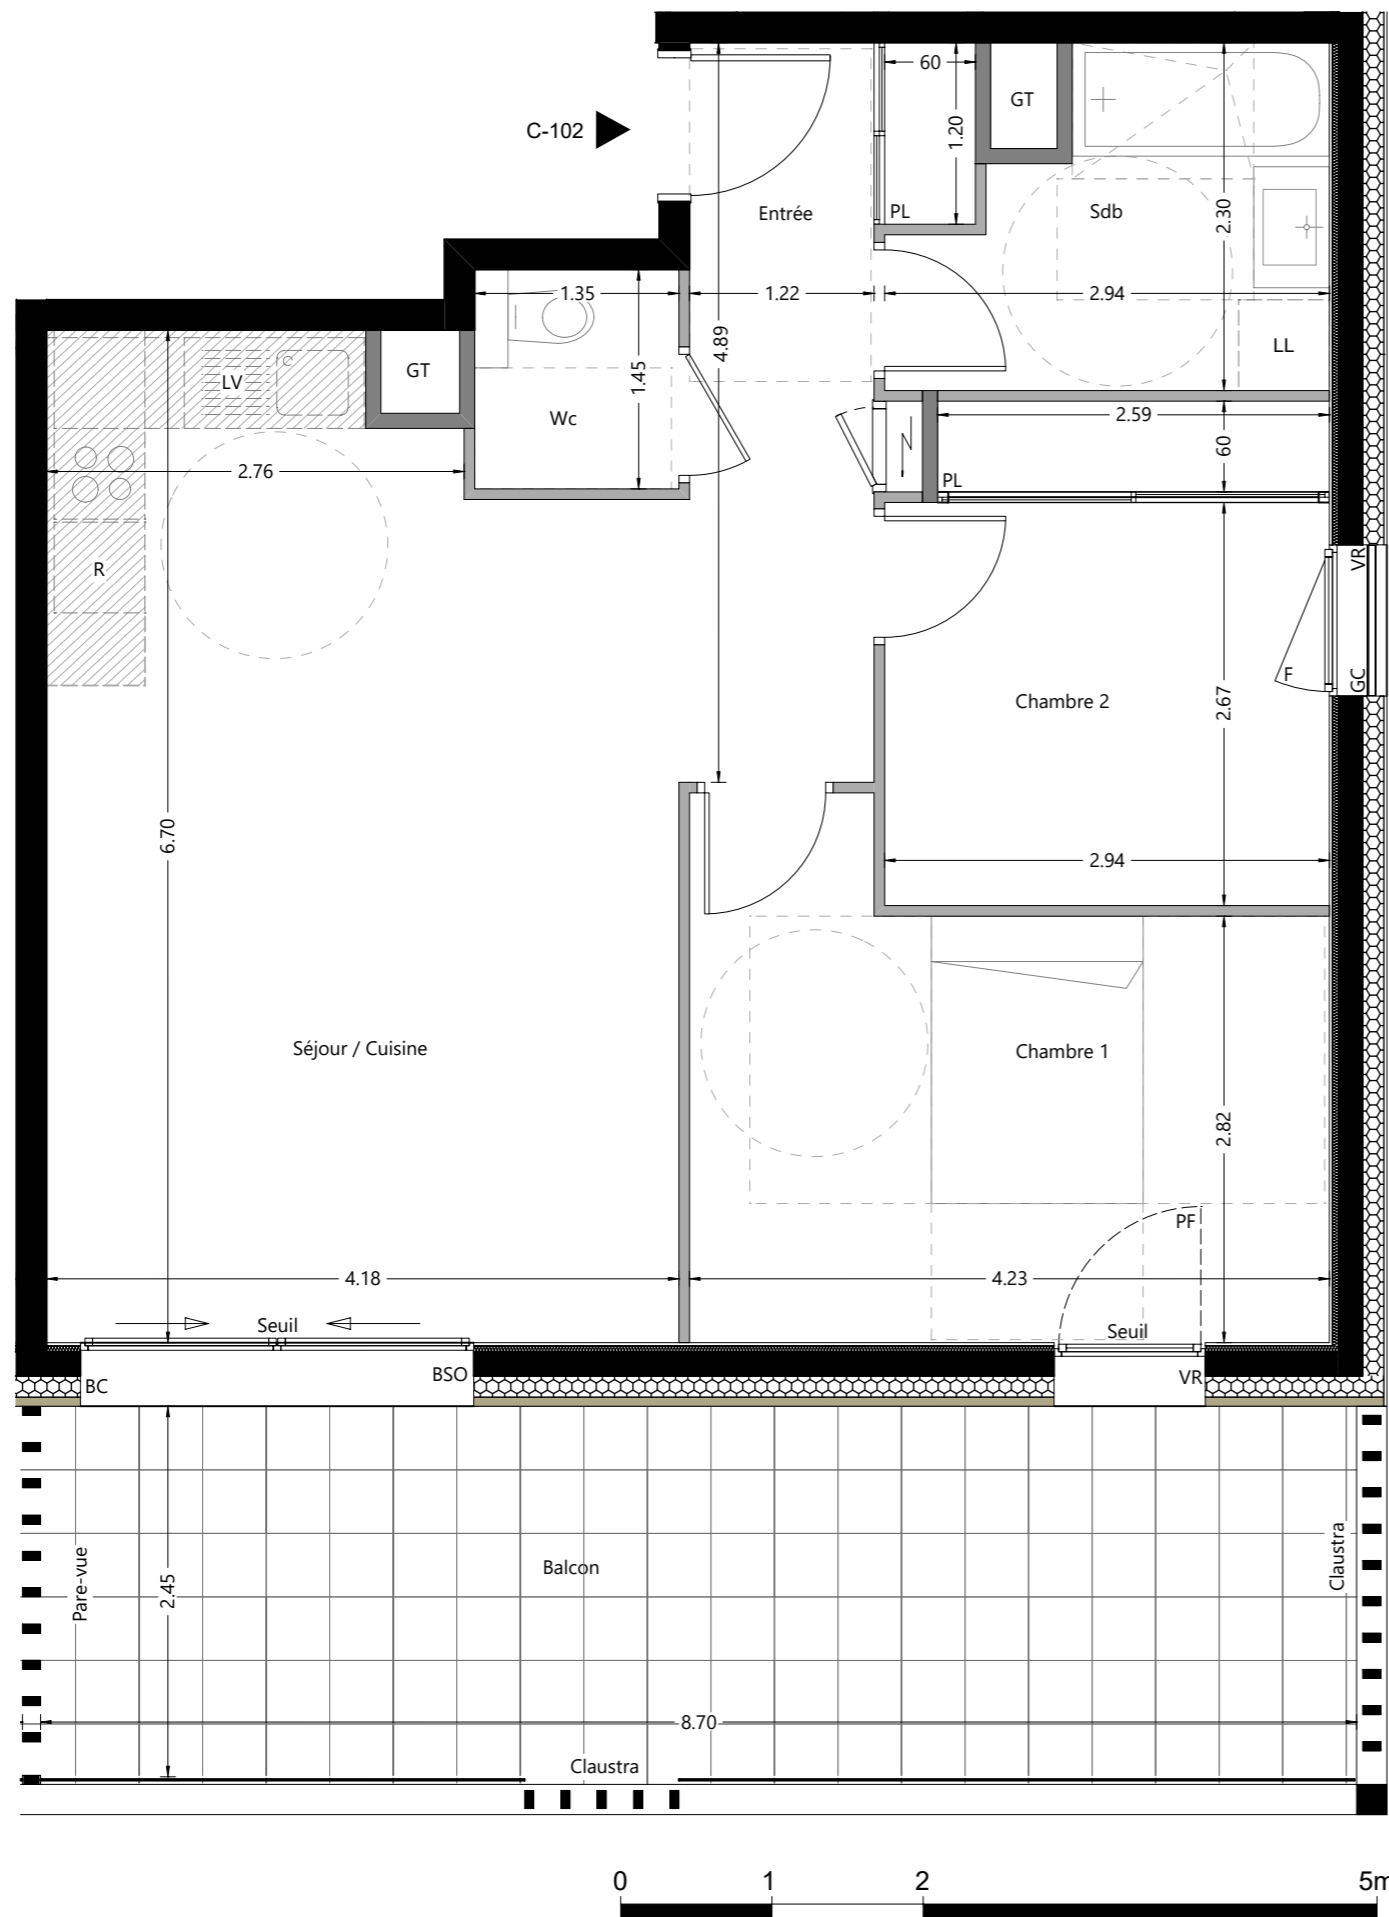 C-102
60
GT
1.20
Entrée
PL
Sdb
2.30
1.35
1.22
2.94
4.89
LL
GT
LV
1.45
Wc
2.59
60
2.76
PL
R
VR
F
GC
Chambre 2
2.67
6.70
2.94
Séjour / Cuisine
Chambre 1
2.82
PF
4.18
4.23
Seuil
Seuil
BC
BSO
VR
Pare-vue
2.45
Balcon
Claustra
8.70
Claustra
0 1 2 5m